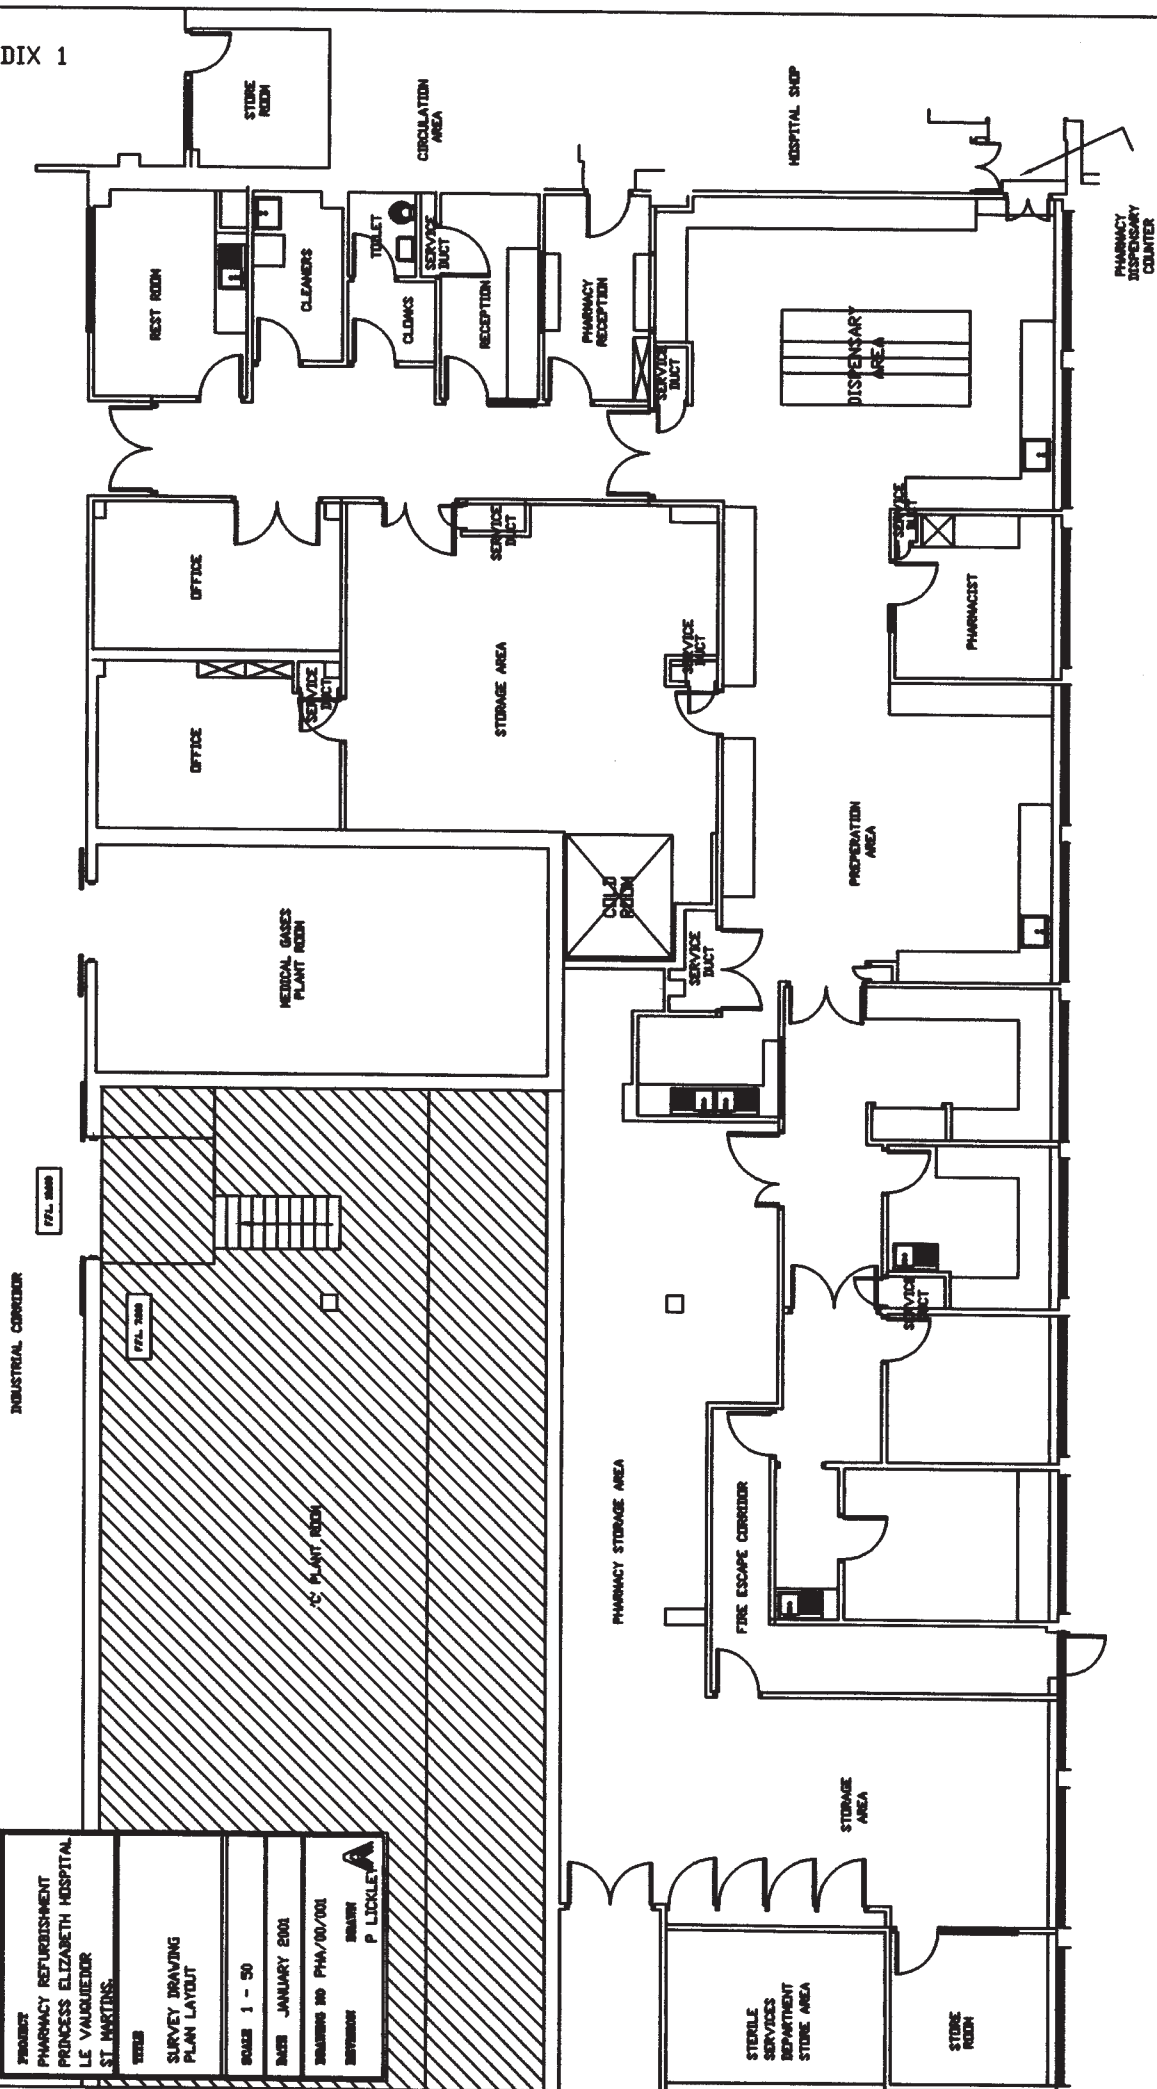 DIX 1
STORE
ROOM
CIRCULATION
AREA
HOSPITAL SHOP
PHARMACY
DISPENSARY
COUNTER
REST ROOM
CLEANERS
TOILET
SERVICE
DUCT
CLOAKS
RECEPTION
PHARMACY
RECEPTION
SERVICE
DUCT
DISPENSARY
AREA
OFFICE
SERVICE
DUCT
SERVICE
DUCT
PHARMACIST
OFFICE
SERVICE
DUCT
STORAGE AREA
SERVICE
DUCT
MEDICAL GASES
PLANT ROOM
COLD
ROOM
SERVICE
DUCT
PREPERATION
AREA
INDUSTRIAL CORRIDOR
'C' PLANT ROOM
SERVICE
DUCT
PHARMACY STORAGE AREA
FIRE ESCAPE CORRIDOR
STORAGE
AREA
STERILE
SERVICES
DEPARTMENT
STORE AREA
STORE
ROOM
PROJECT
PHARMACY REFURBISHMENT
PRINCESS ELIZABETH HOSPITAL
LE VAUQUIEDOR
ST MARTINS.
TITLE
SURVEY DRAWING
PLAN LAYOUT
SCALE 1 - 50
DATE JANUARY 2001
DRAWING NO PHA/00/001
REVISION DRAWN
P LICKLEY